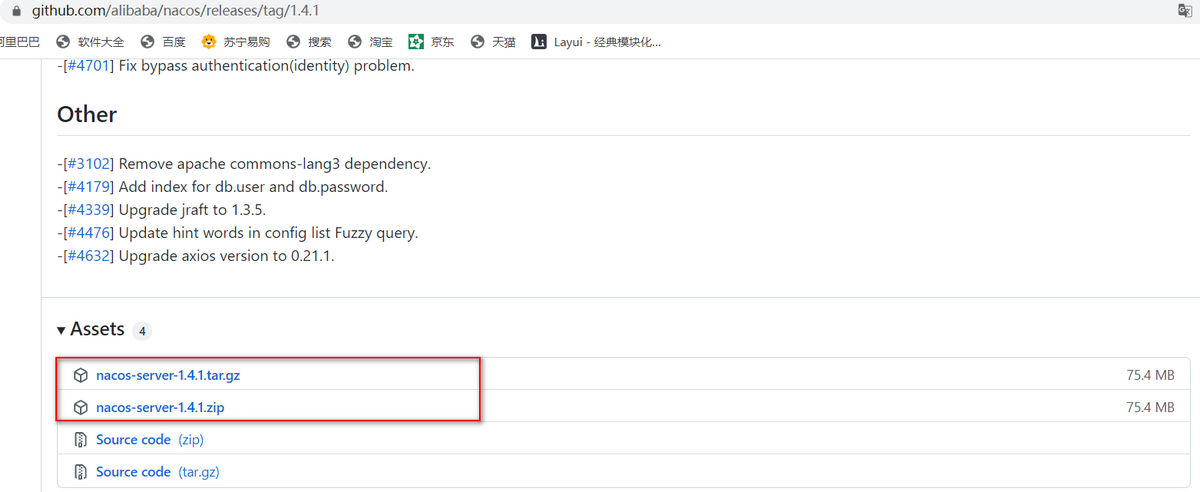 github.com/alibaba/nacos/releases/tag/1.4.1
阿里巴巴 软件大全 百度 苏宁易购 搜索 淘宝 京东 天猫 Layui - 经典模块化...
-[#4701] Fix bypass authentication(identity) problem.
Other
-[#3102] Remove apache commons-lang3 dependency.
-[#4179] Add index for db.user and db.password.
-[#4339] Upgrade jraft to 1.3.5.
-[#4476] Update hint words in config list Fuzzy query.
-[#4632] Upgrade axios version to 0.21.1.
Assets 4
nacos-server-1.4.1.tar.gz 75.4 MB
nacos-server-1.4.1.zip 75.4 MB
Source code (zip)
Source code (tar.gz)